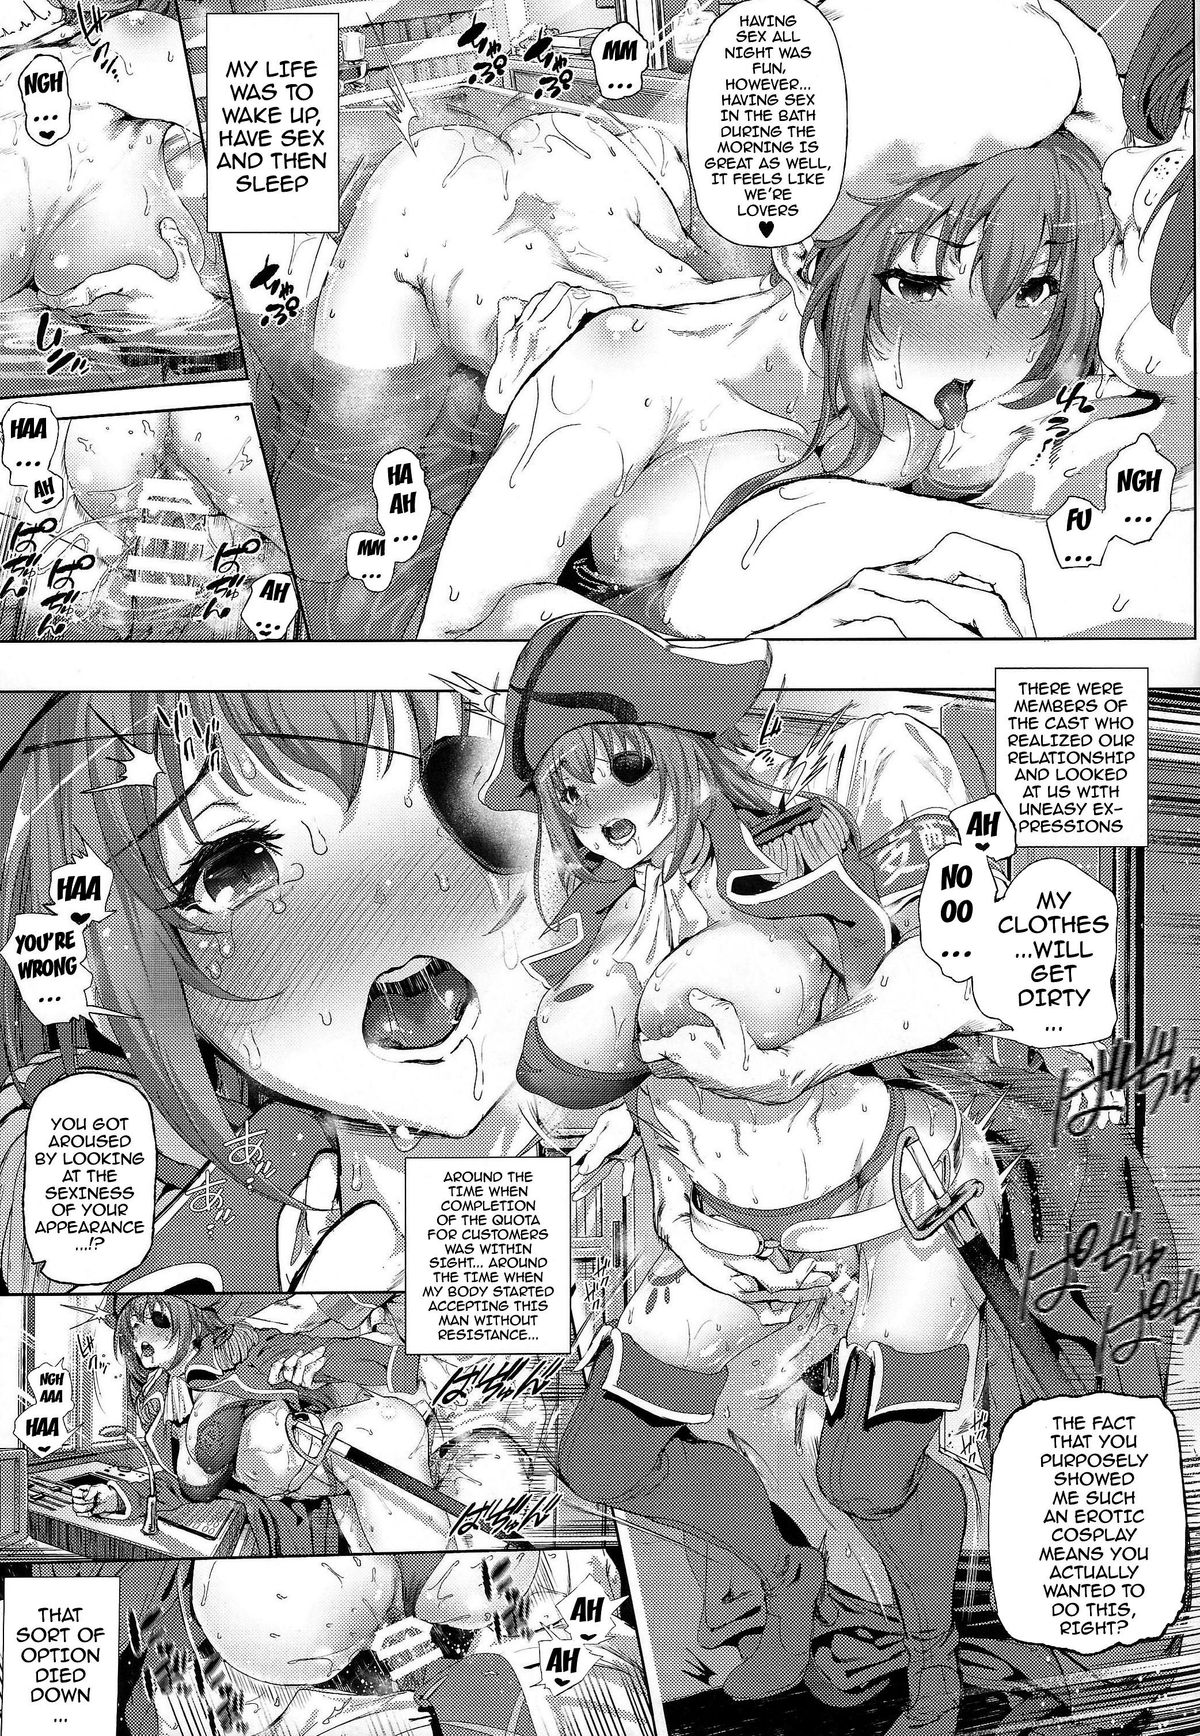 HAVING
SEX ALL
NIGHT WAS
FUN,
HOWEVER...
HAVING SEX
IN THE BATH
DURING THE
MORNING IS
GREAT AS WELL,
IT FEELS LIKE
WE'RE
LOVERS
♥
MM
...
MY LIFE
WAS TO
WAKE UP,
HAVE SEX
AND THEN
SLEEP
NGH
...
♥
NGH
...
FU
...
HA
AH
...
MM
...
HAA
...
AH
♥
AH
...
♥
THERE WERE
MEMBERS OF
THE CAST WHO
REALIZED OUR
RELATIONSHIP
AND LOOKED
AT US WITH
UNEASY EX-
PRESSIONS
AH
♥
NO
OO
...
MY
CLOTHES
...WILL
GET
DIRTY
...
HAA
♥
YOU'RE
WRONG
...
YOU GOT
AROUSED
BY LOOKING
AT THE
SEXINESS
OF YOUR
APPEARANCE
...!?
AROUND THE
TIME WHEN
COMPLETION
OF THE QUOTA
FOR CUSTOMERS
WAS WITHIN
SIGHT... AROUND
THE TIME WHEN
MY BODY STARTED
ACCEPTING THIS
MAN WITHOUT
RESISTANCE...
THE FACT
THAT YOU
PURPOSELY
SHOWED
ME SUCH
AN EROTIC
COSPLAY
MEANS YOU
ACTUALLY
WANTED TO
DO THIS,
RIGHT?
NGH
AAA
HAA
♥
AH
♥
AH
THAT
SORT OF
OPTION
DIED
DOWN
...